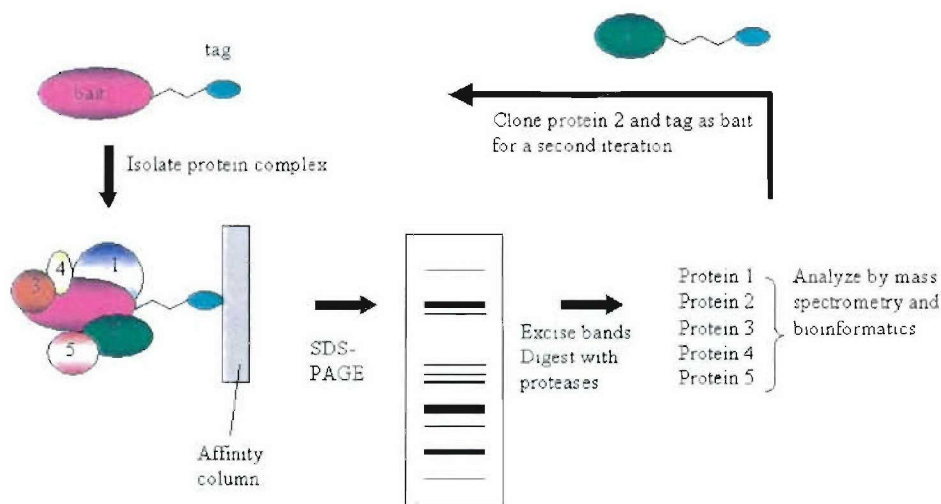 tag
bait
Clone protein 2 and tag as bait
for a second iteration
Isolate protein complex
1
4
3
5
Protein 1
Protein 2
Protein 3
Protein 4
Protein 5
Analyze by mass
spectrometry and
bioinformatics
SDS-
PAGE
Excise bands
Digest with
proteases
Affinity
column